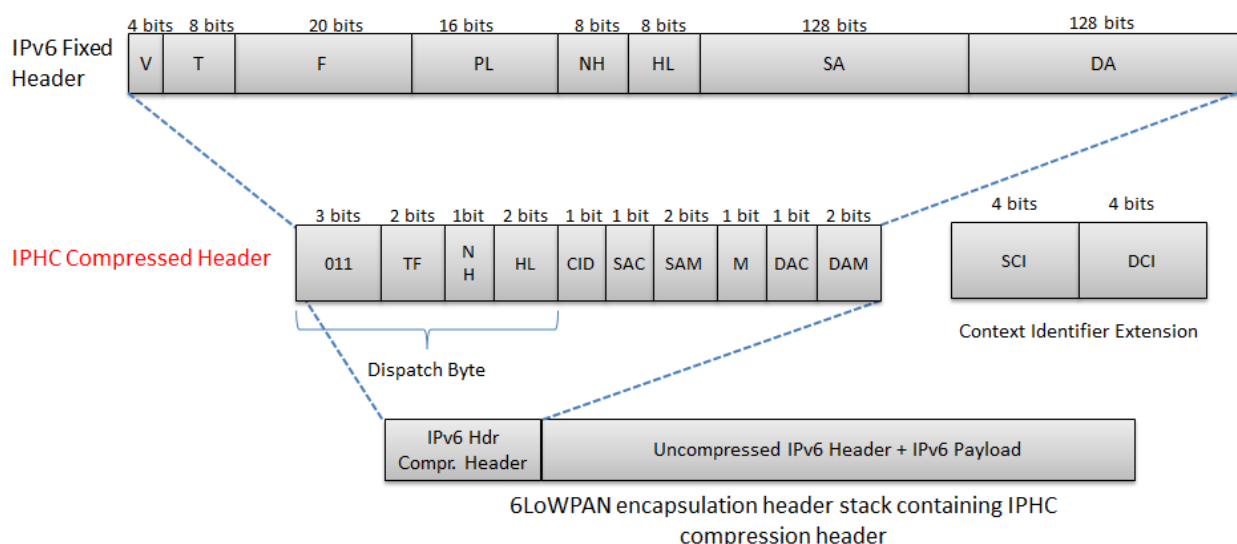 4 bits 8 bits 20 bits 16 bits 8 bits 8 bits 128 bits 128 bits
IPv6 Fixed
Header
V T F PL NH HL SA DA
3 bits 2 bits 1bit 2 bits 1 bit 1 bit 2 bits 1 bit 1 bit 2 bits
4 bits 4 bits
IPHC Compressed Header
011 TF N
H HL CID SAC SAM M DAC DAM
SCI DCI
Context Identifier Extension
Dispatch Byte
IPv6 Hdr
Compr. Header
Uncompressed IPv6 Header + IPv6 Payload
6LoWPAN encapsulation header stack containing IPHC
compression header